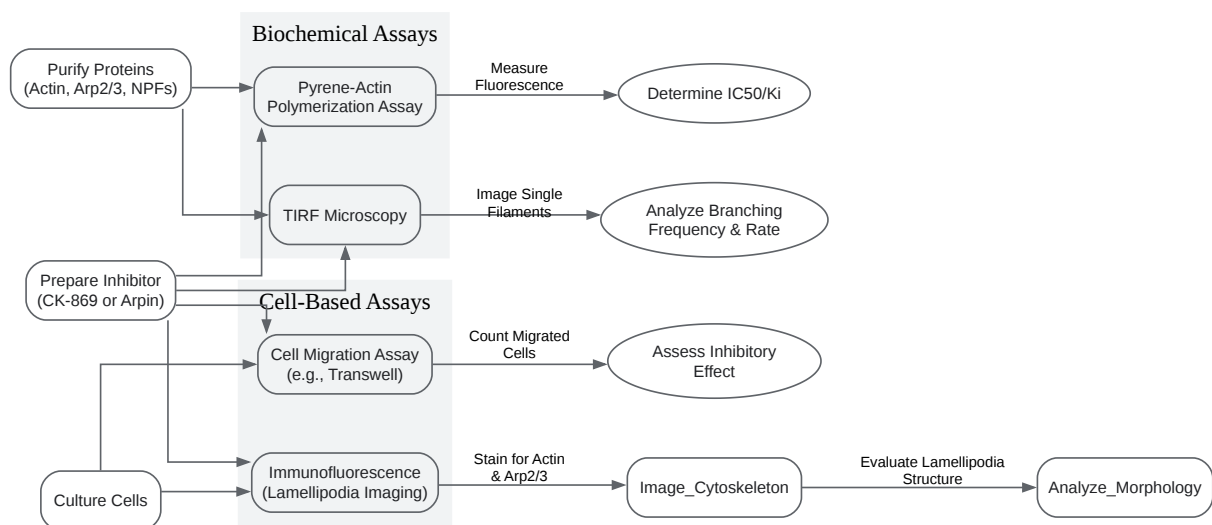 Biochemical Assays
Purify Proteins
(Actin, Arp2/3, NPFs)
Pyrene-Actin
Polymerization Assay
Measure
Fluorescence
Determine IC50/Ki
TIRF Microscopy
Image Single
Filaments
Analyze Branching
Frequency & Rate
Prepare Inhibitor
(CK-869 or Arpin)
Cell-Based Assays
Cell Migration Assay
(e.g., Transwell)
Count Migrated
Cells
Assess Inhibitory
Effect
Culture Cells
Immunofluorescence
(Lamellipodia Imaging)
Stain for Actin
& Arp2/3
Image_Cytoskeleton
Evaluate Lamellipodia
Structure
Analyze_Morphology